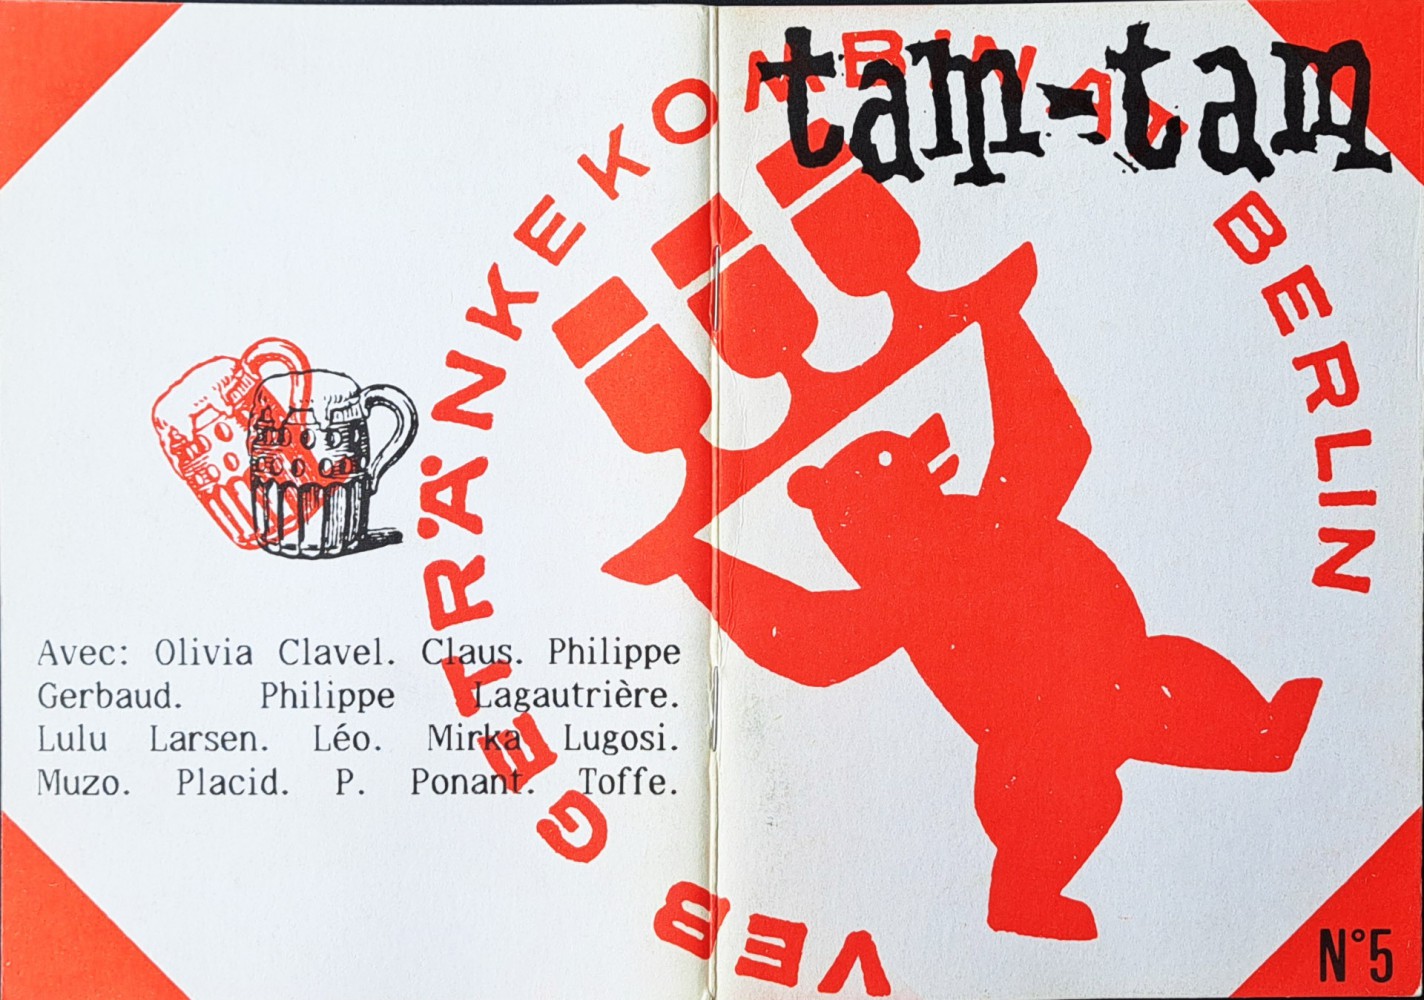 tam-tam
VEB GETRÄNKEKOMBINAT BERLIN
Avec: Olivia Clavel. Claus. Philippe
Gerbaud. Philippe Lagautrière.
Lulu Larsen. Léo. Mirka Lugosi.
Muzo. Placid. P. Ponant. Toffe.
N°5